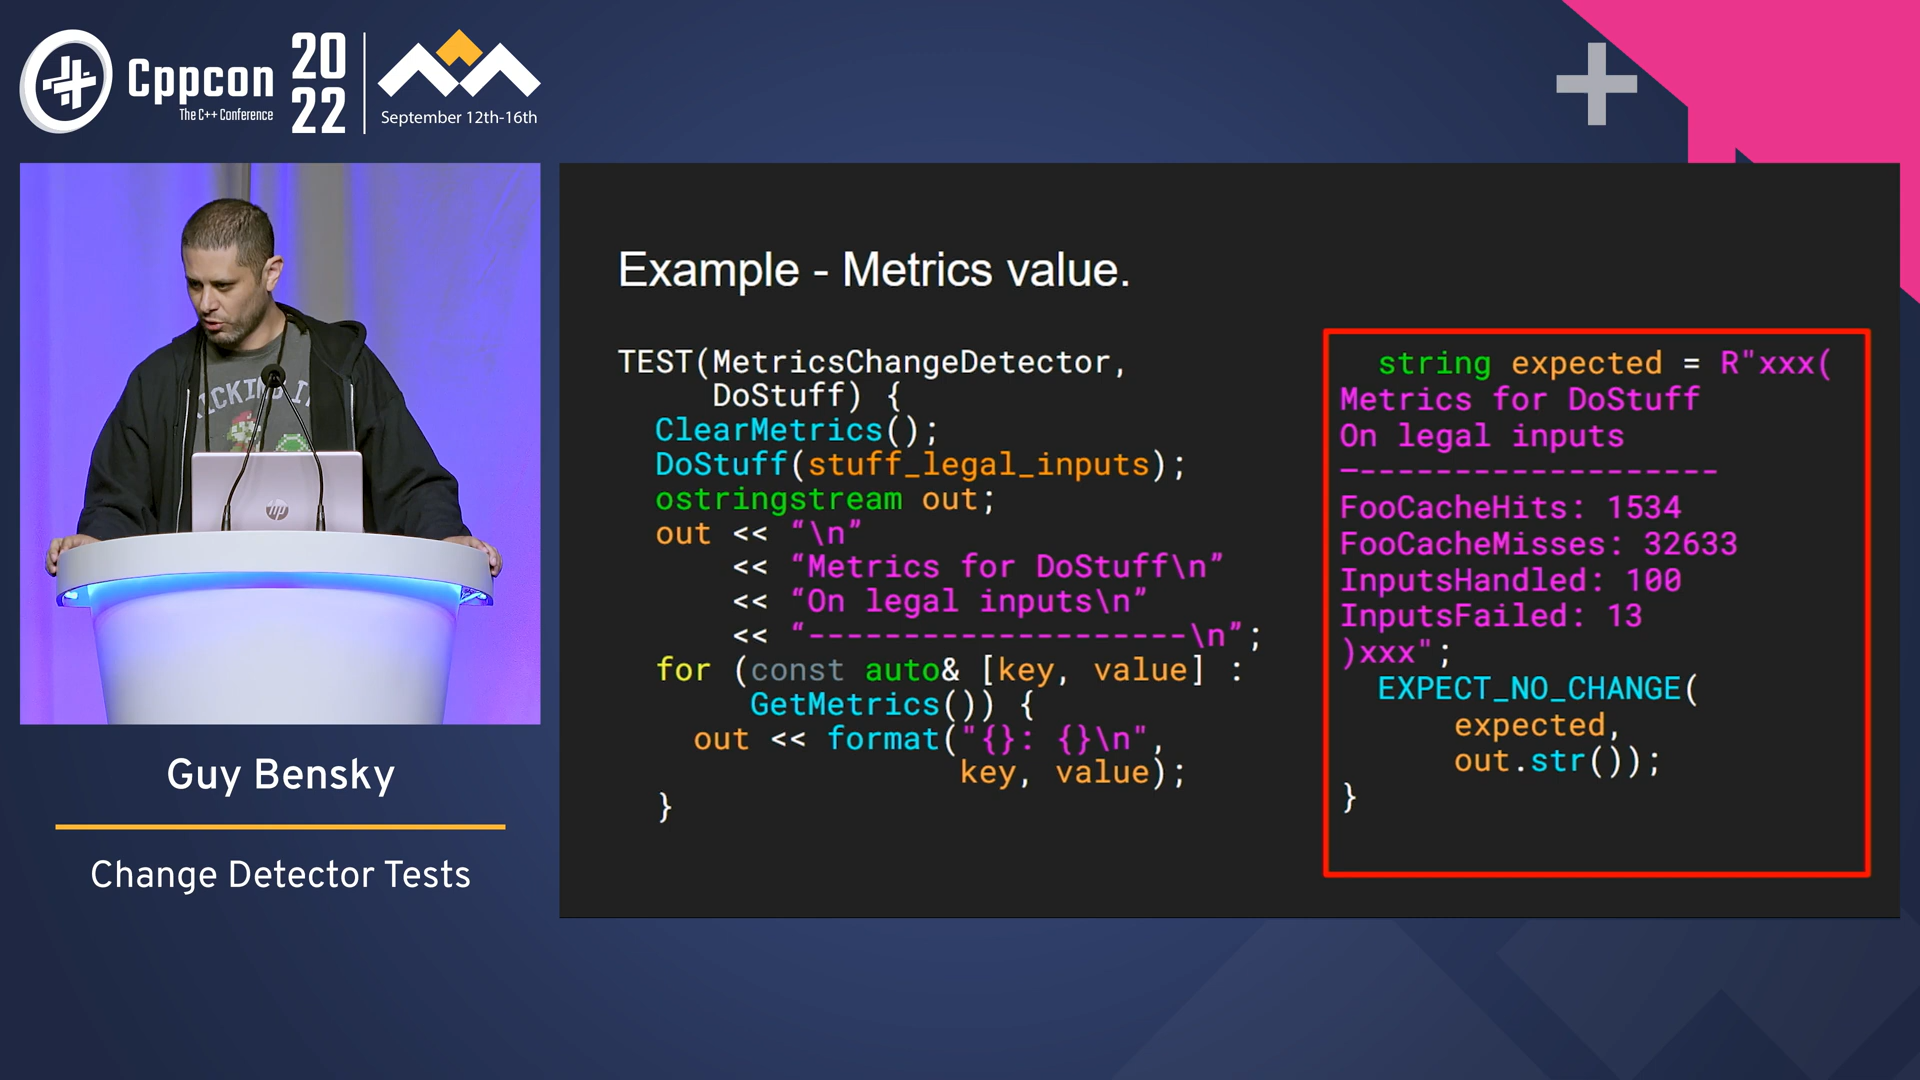 Cppcon
The C++ Conference
20
22
September 12th-16th
Guy Bensky
Change Detector Tests
Example - Metrics value.
TEST(MetricsChangeDetector,
     DoStuff) {
  ClearMetrics();
  DoStuff(stuff_legal_inputs);
  ostringstream out;
  out << “\n”
      << “Metrics for DoStuff\n”
      << “On legal inputs\n”
      << “--------------------\n”;
  for (const auto& [key, value] :
       GetMetrics()) {
    out << format("{}: {}\n",
                  key, value);
  }
  string expected = R"xxx(
Metrics for DoStuff
On legal inputs
—-------------------
FooCacheHits: 1534
FooCacheMisses: 32633
InputsHandled: 100
InputsFailed: 13
)xxx";
  EXPECT_NO_CHANGE(
      expected,
      out.str());
}
hp